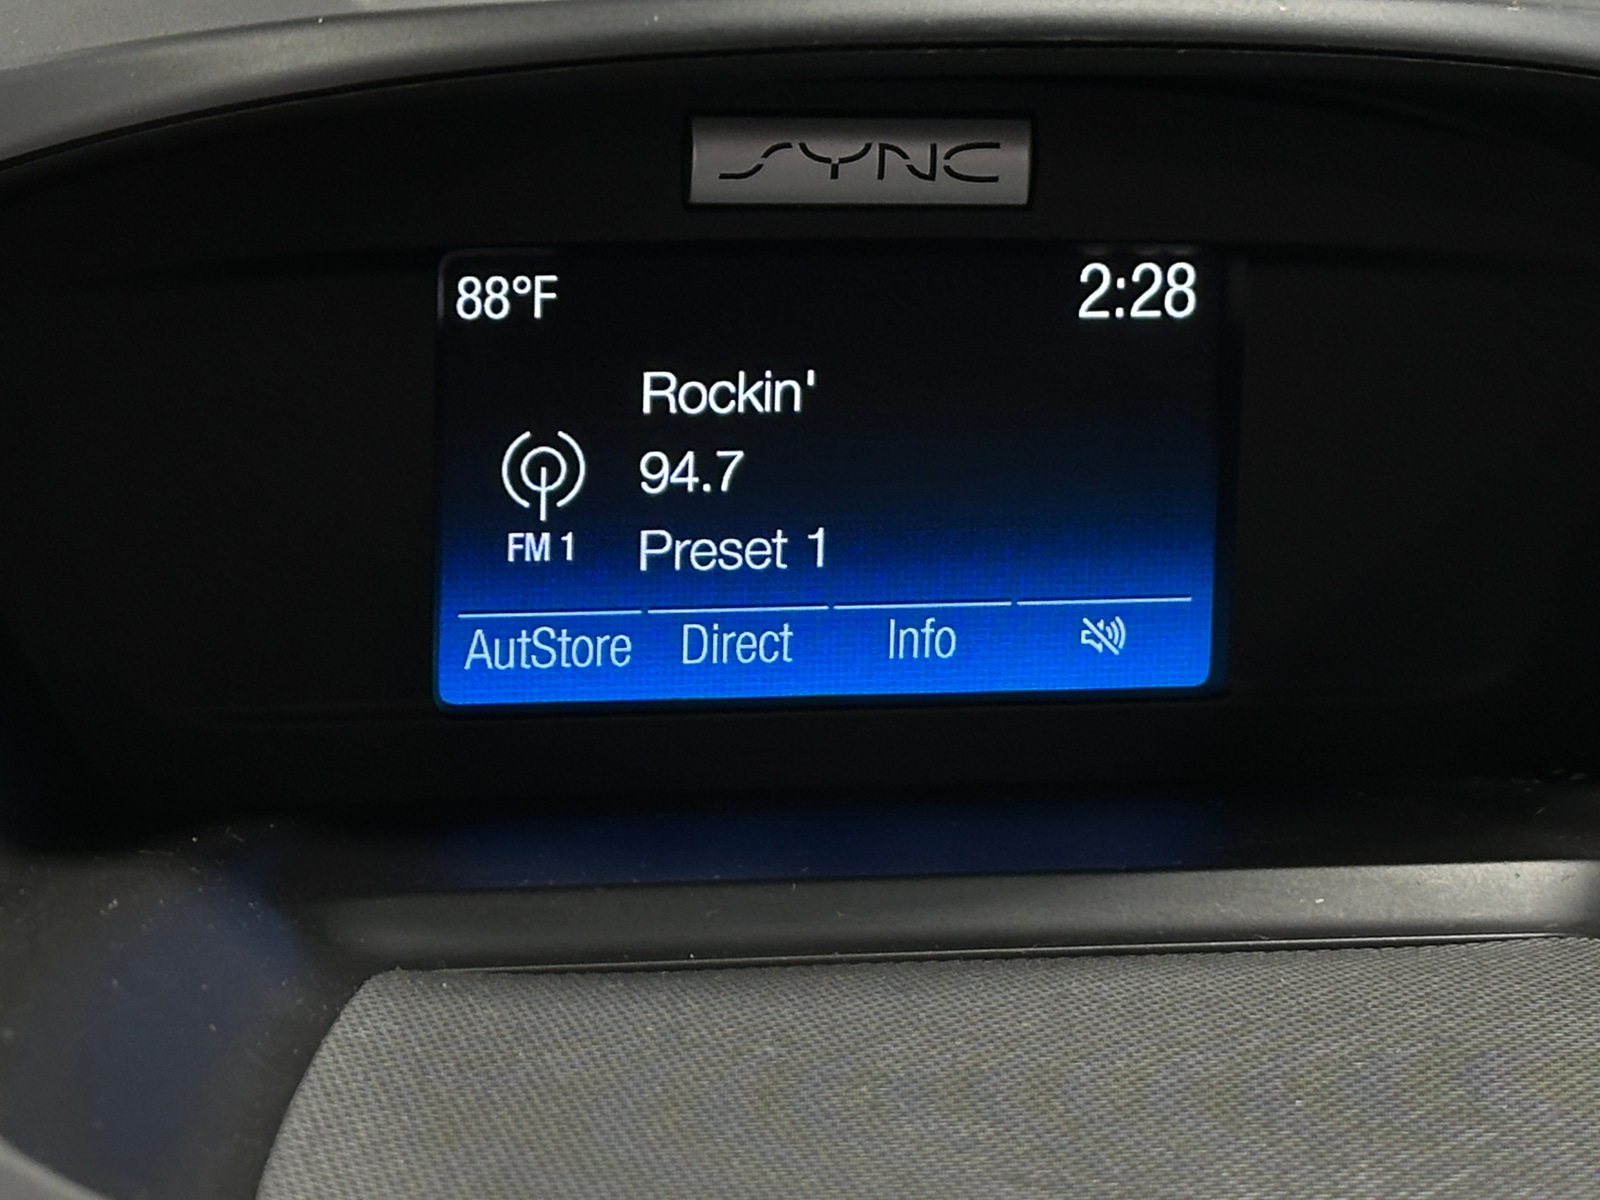 SYNC
88°F 2:28
Rockin'
94.7
FM 1 Preset 1
AutStore Direct Info